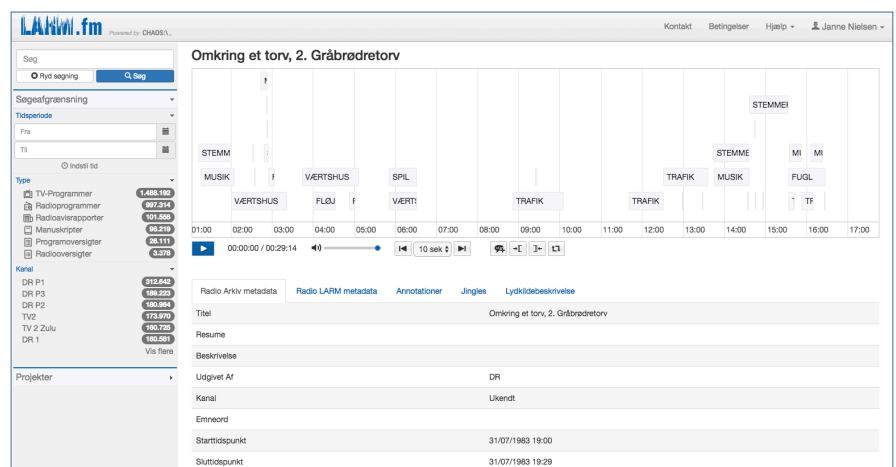 LARM.fm Powered by CHAOS:\_
Kontakt Betingelser Hjælp Janne Nielsen
Søg
Ryd søgning Søg
Søgeafgrænsning
Tidsperiode
Fra
Til
Indstil tid
Type
TV-Programmer 1.488.192
Radioprogrammer 997.314
Radioavisrapporter 101.558
Manuskripter 96.219
Programoversigter 26.111
Radiooversigter 3.378
Kanal
DR P1 312.642
DR P3 189.223
DR P2 180.964
TV2 173.970
TV 2 Zulu 160.725
DR 1 160.581
Vis flere
Projekter
Omkring et torv, 2. Gråbrødretorv
STEMMEI
STEMM STEMME MI MI
MUSIK F VÆRTSHUS SPIL TRAFIK MUSIK FUGL
VÆRTSHUS FLØJ F VÆRTS TRAFIK TRAFIK TF
01:00 02:00 03:00 04:00 05:00 06:00 07:00 08:00 09:00 10:00 11:00 12:00 13:00 14:00 15:00 16:00 17:00
00:00:00 / 00:29:14 10 sek
Radio Arkiv metadata Radio LARM metadata Annotationer Jingles Lydkildebeskrivelse
Titel Omkring et torv, 2. Gråbrødretorv
Resume
Beskrivelse
Udgivet Af DR
Kanal Ukendt
Emneord
Starttidspunkt 31/07/1983 19:00
Sluttidspunkt 31/07/1983 19:29